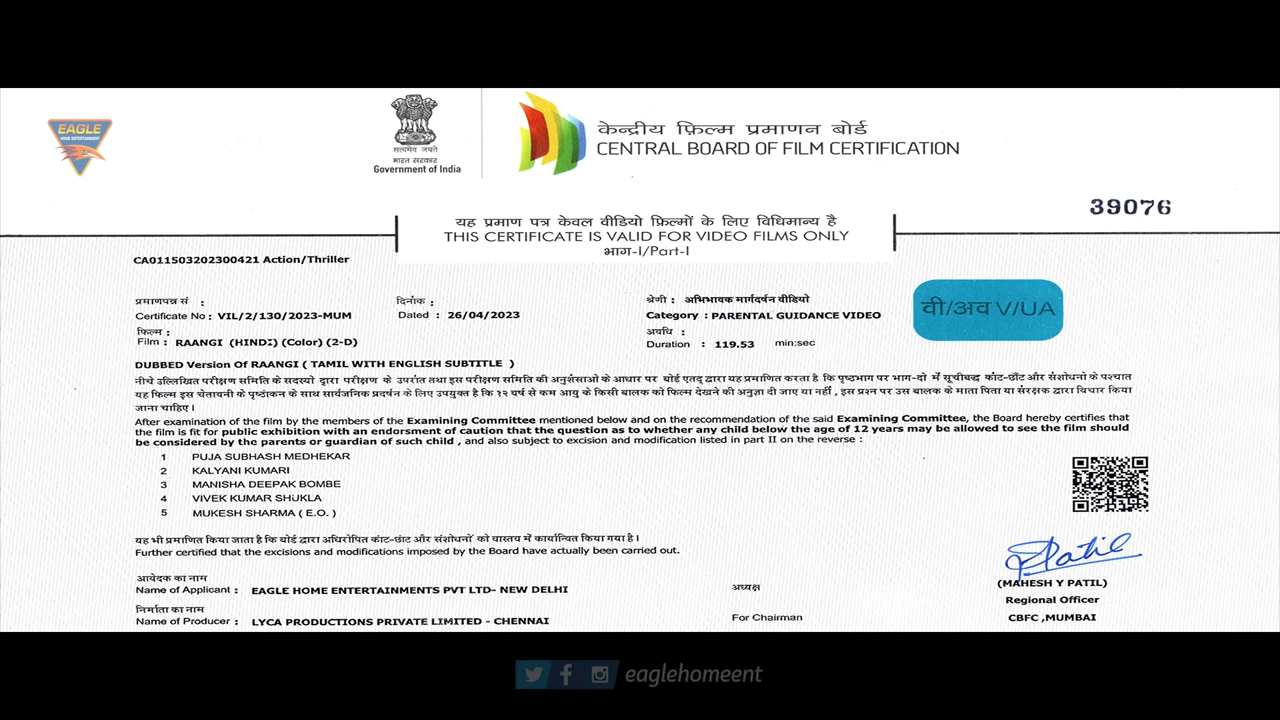 EAGLE
HOME ENTERTAINMENT
सत्यमेव जयते
भारत सरकार
Government of India
केन्द्रीय फ़िल्म प्रमाणन बोर्ड
CENTRAL BOARD OF FILM CERTIFICATION
39076
यह प्रमाण पत्र केवल वीडियो फ़िल्मों के लिए विधिमान्य है
THIS CERTIFICATE IS VALID FOR VIDEO FILMS ONLY
भाग-I/Part-I
CA011503202300421 Action/Thriller
प्रमाणपत्र सं : दिनांक : श्रेणी : अभिभावक मार्गदर्षन वीडियो
वी/अव V/UA
Certificate No : VIL/2/130/2023-MUM Dated : 26/04/2023 Category : PARENTAL GUIDANCE VIDEO
फिल्म : अवधि :
Film : RAANGI (HINDI) (Color) (2-D) Duration : 119.53 min:sec
DUBBED Version Of RAANGI ( TAMIL WITH ENGLISH SUBTITLE )
नीचे उल्लिखित परीक्षण समिति के सदस्यो द्वारा परीक्षण के उपरांत तथा इस परीक्षण समिति की अनुशंसाओ के आधार पर बोर्ड एतद् द्वारा यह प्रमाणित करता है कि पृष्ठभाग पर भाग-दो में सूचीबद्ध कांट-छाँट और संशोधनो के पश्चात
यह फिल्म इस चेतायनी के पृष्ठांकन के साथ सार्यजनिक प्रदर्षन के लिए उपयुक्त है कि १२ वर्ष से कम आयु के किसी बालक को फिल्म देखने की अनुज्ञा दी जाए या नहीं , इस प्रश्न पर उस बालक के माता पिता या संरक्षक द्वारा विचार किया
जाना चाहिए।
After examination of the film by the members of the Examining Committee mentioned below and on the recommendation of the said Examining Committee, the Board hereby certifies that
the film is fit for public exhibition with an endorsment of caution that the question as to whether any child below the age of 12 years may be allowed to see the film should
be considered by the parents or guardian of such child , and also subject to excision and modification listed in part II on the reverse :
1 PUJA SUBHASH MEDHEKAR
2 KALYANI KUMARI
3 MANISHA DEEPAK BOMBE
4 VIVEK KUMAR SHUKLA
5 MUKESH SHARMA ( E.O. )
यह भी प्रमाणित किया जाता है कि बोर्ड द्वारा अधिरोपित कांट-छांट और संशोधनों को वास्तव में कार्यान्वित किया गया है।
Further certified that the excisions and modifications imposed by the Board have actually been carried out.
Patil
(MAHESH Y PATIL)
Regional Officer
CBFC ,MUMBAI
आयेदक का नाम
Name of Applicant : EAGLE HOME ENTERTAINMENTS PVT LTD- NEW DELHI
अध्यक्ष
निर्माता का नाम
Name of Producer : LYCA PRODUCTIONS PRIVATE LIMITED - CHENNAI
For Chairman
eaglehomeent